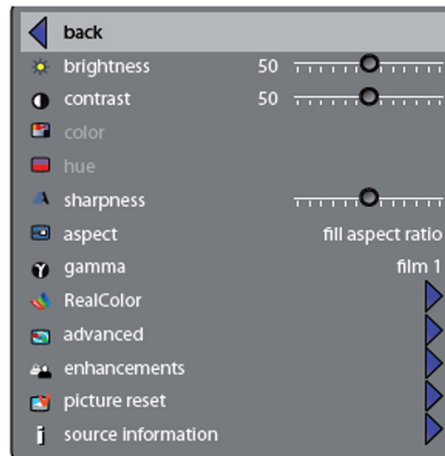 back
brightness 50
contrast 50
color
hue
sharpness
aspect fill aspect ratio
gamma film 1
RealColor
advanced
enhancements
picture reset
source information